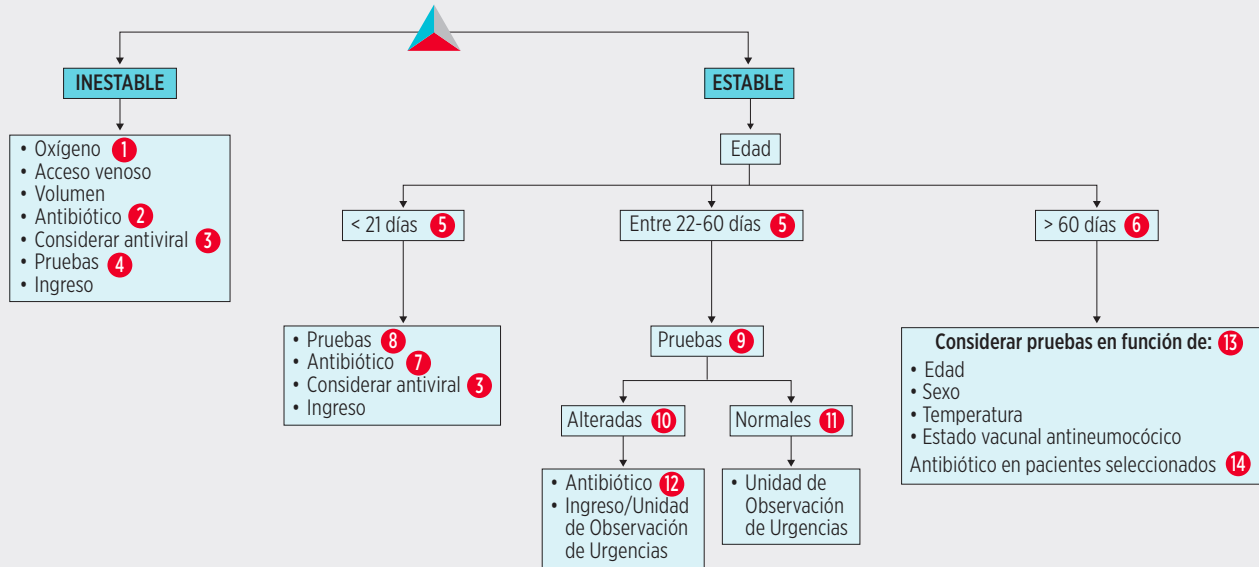 INESTABLE
• Oxígeno 1
• Acceso venoso
• Volumen
• Antibiótico 2
• Considerar antiviral 3
• Pruebas 4
• Ingreso
ESTABLE
Edad
< 21 días 5
• Pruebas 8
• Antibiótico 7
• Considerar antiviral 3
• Ingreso
Entre 22-60 días 5
Pruebas 9
Alteradas 10
• Antibiótico 12
• Ingreso/Unidad
de Observación
de Urgencias
Normales 11
• Unidad de
Observación
de Urgencias
> 60 días 6
Considerar pruebas en función de: 13
• Edad
• Sexo
• Temperatura
• Estado vacunal antineumocócico
Antibiótico en pacientes seleccionados 14